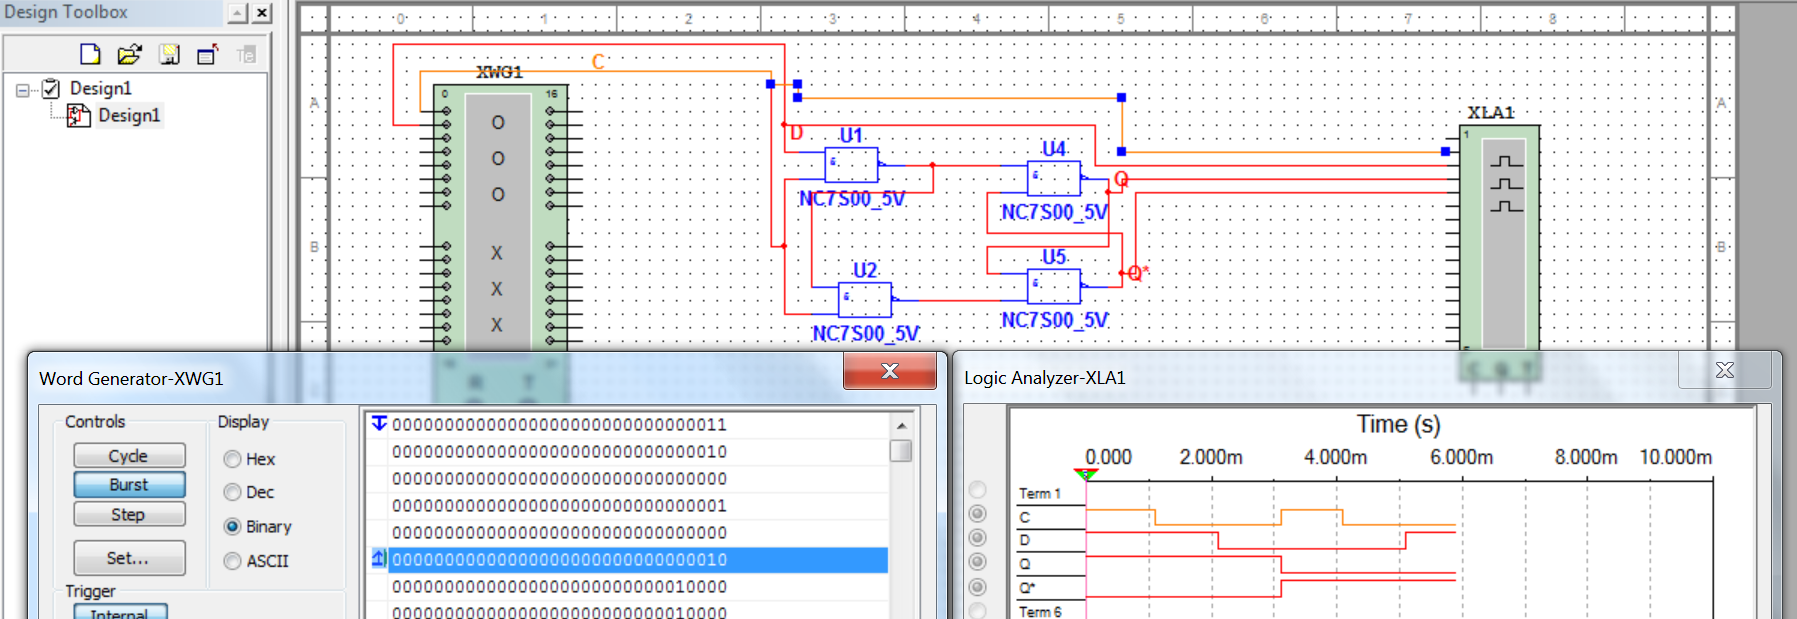 Design Toolbox
Design1
Design1
0 1 2 3 4 5 6 7 8
A
B
A
B
C
XWG1
0 16
O
O
O
X
X
X
R T
D
U1
NC7S00_5V
U2
NC7S00_5V
U4
NC7S00_5V
U5
NC7S00_5V
Q
Q*
XLA1
1
Word Generator-XWG1
Controls
Cycle
Burst
Step
Set...
Trigger
Internal
Display
Hex
Dec
Binary
ASCII
00000000000000000000000000000011
00000000000000000000000000000010
00000000000000000000000000000000
00000000000000000000000000000001
00000000000000000000000000000000
00000000000000000000000000000010
00000000000000000000000000010000
00000000000000000000000000010000
Logic Analyzer-XLA1
Time (s)
0.000 2.000m 4.000m 6.000m 8.000m 10.000m
Term 1
C
D
Q
Q*
Term 6